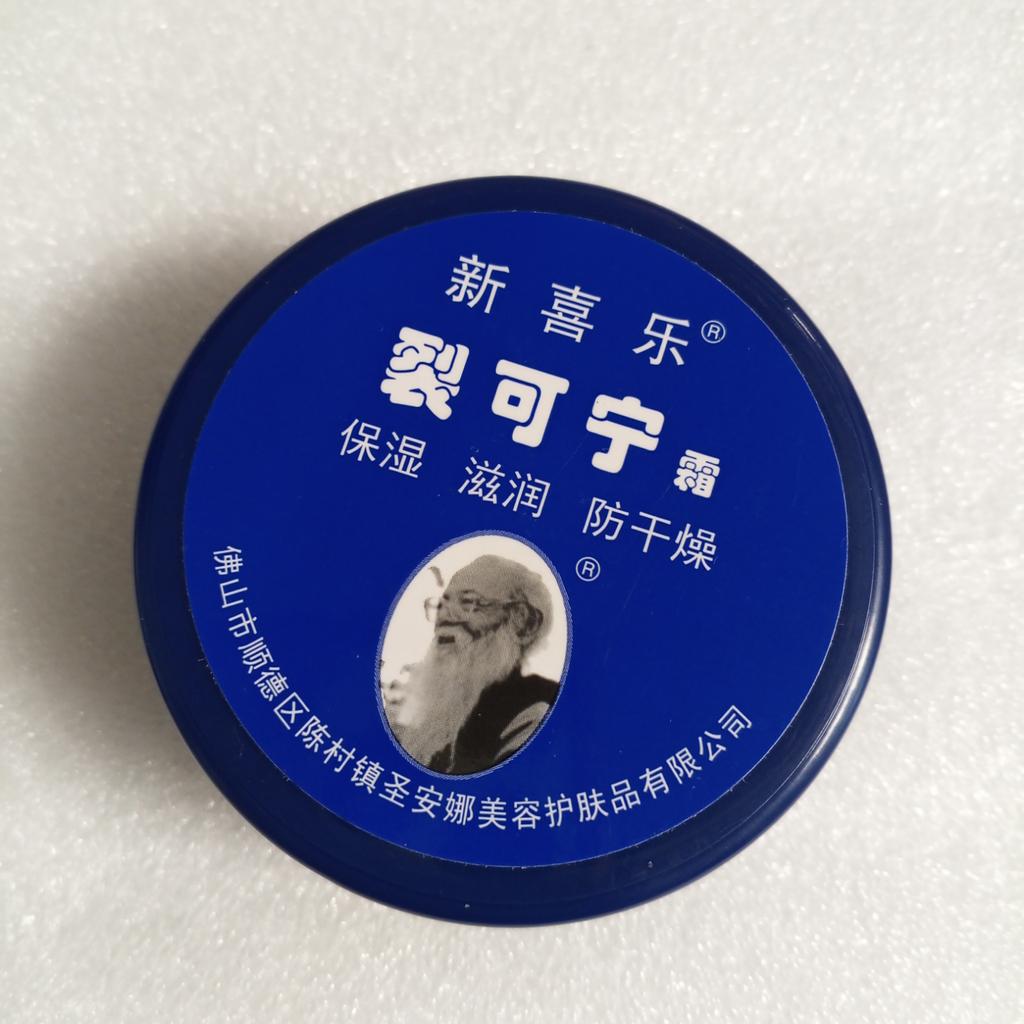 新喜乐®
裂可宁霜
保湿 滋润 防干燥
®
佛山市顺德区陈村镇圣安娜美容护肤品有限公司